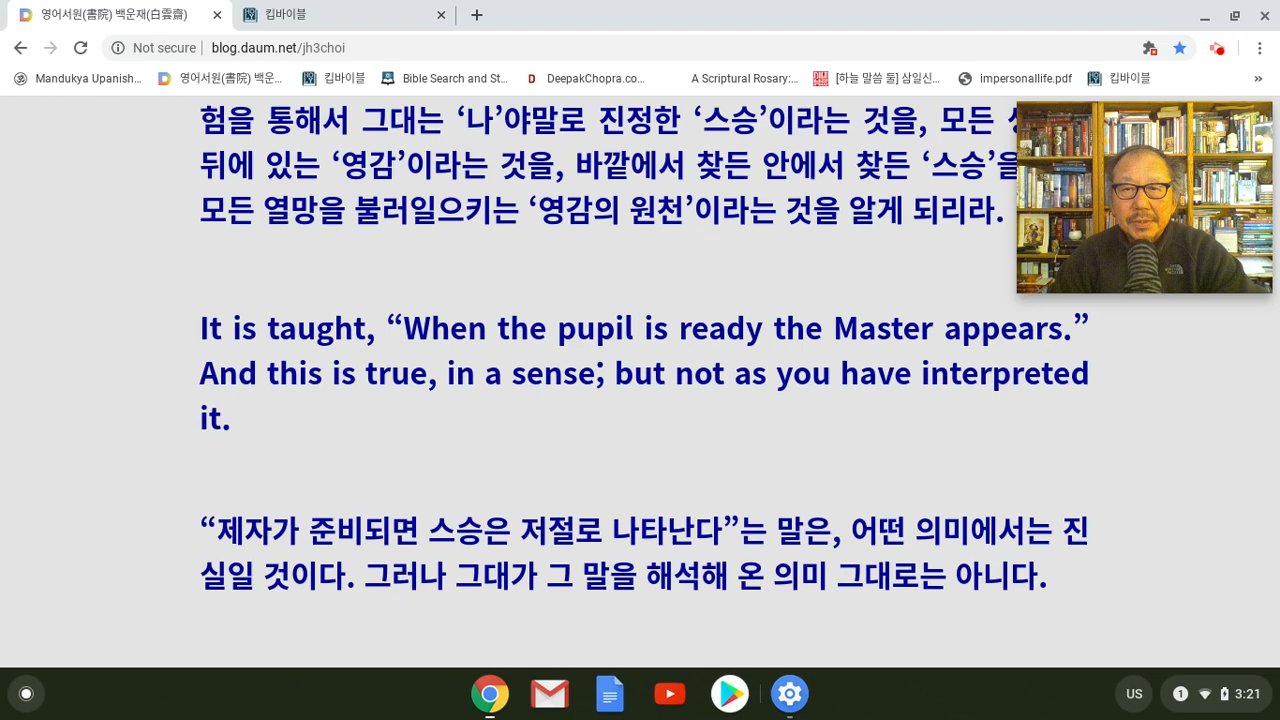 영어서원(書院) 백운재(白雲齋)
킵바이블
Not secure
blog.daum.net/jh3choi
Mandukya Upanish...
영어서원(書院) 백운...
킵바이블
Bible Search and St...
DeepakChopra.co...
A Scriptural Rosary:...
[하늘 말씀 둘] 삼일신...
impersonallife.pdf
킵바이블
»
험을 통해서 그대는 ‘나’야말로 진정한 ‘스승’이라는 것을, 모든
뒤에 있는 ‘영감’이라는 것을, 바깥에서 찾든 안에서 찾든 ‘스승’을
모든 열망을 불러일으키는 ‘영감의 원천’이라는 것을 알게 되리라.
It is taught, “When the pupil is ready the Master appears.”
And this is true, in a sense; but not as you have interpreted
it.
“제자가 준비되면 스승은 저절로 나타난다”는 말은, 어떤 의미에서는 진
실일 것이다. 그러나 그대가 그 말을 해석해 온 의미 그대로는 아니다.
US
1
3:21